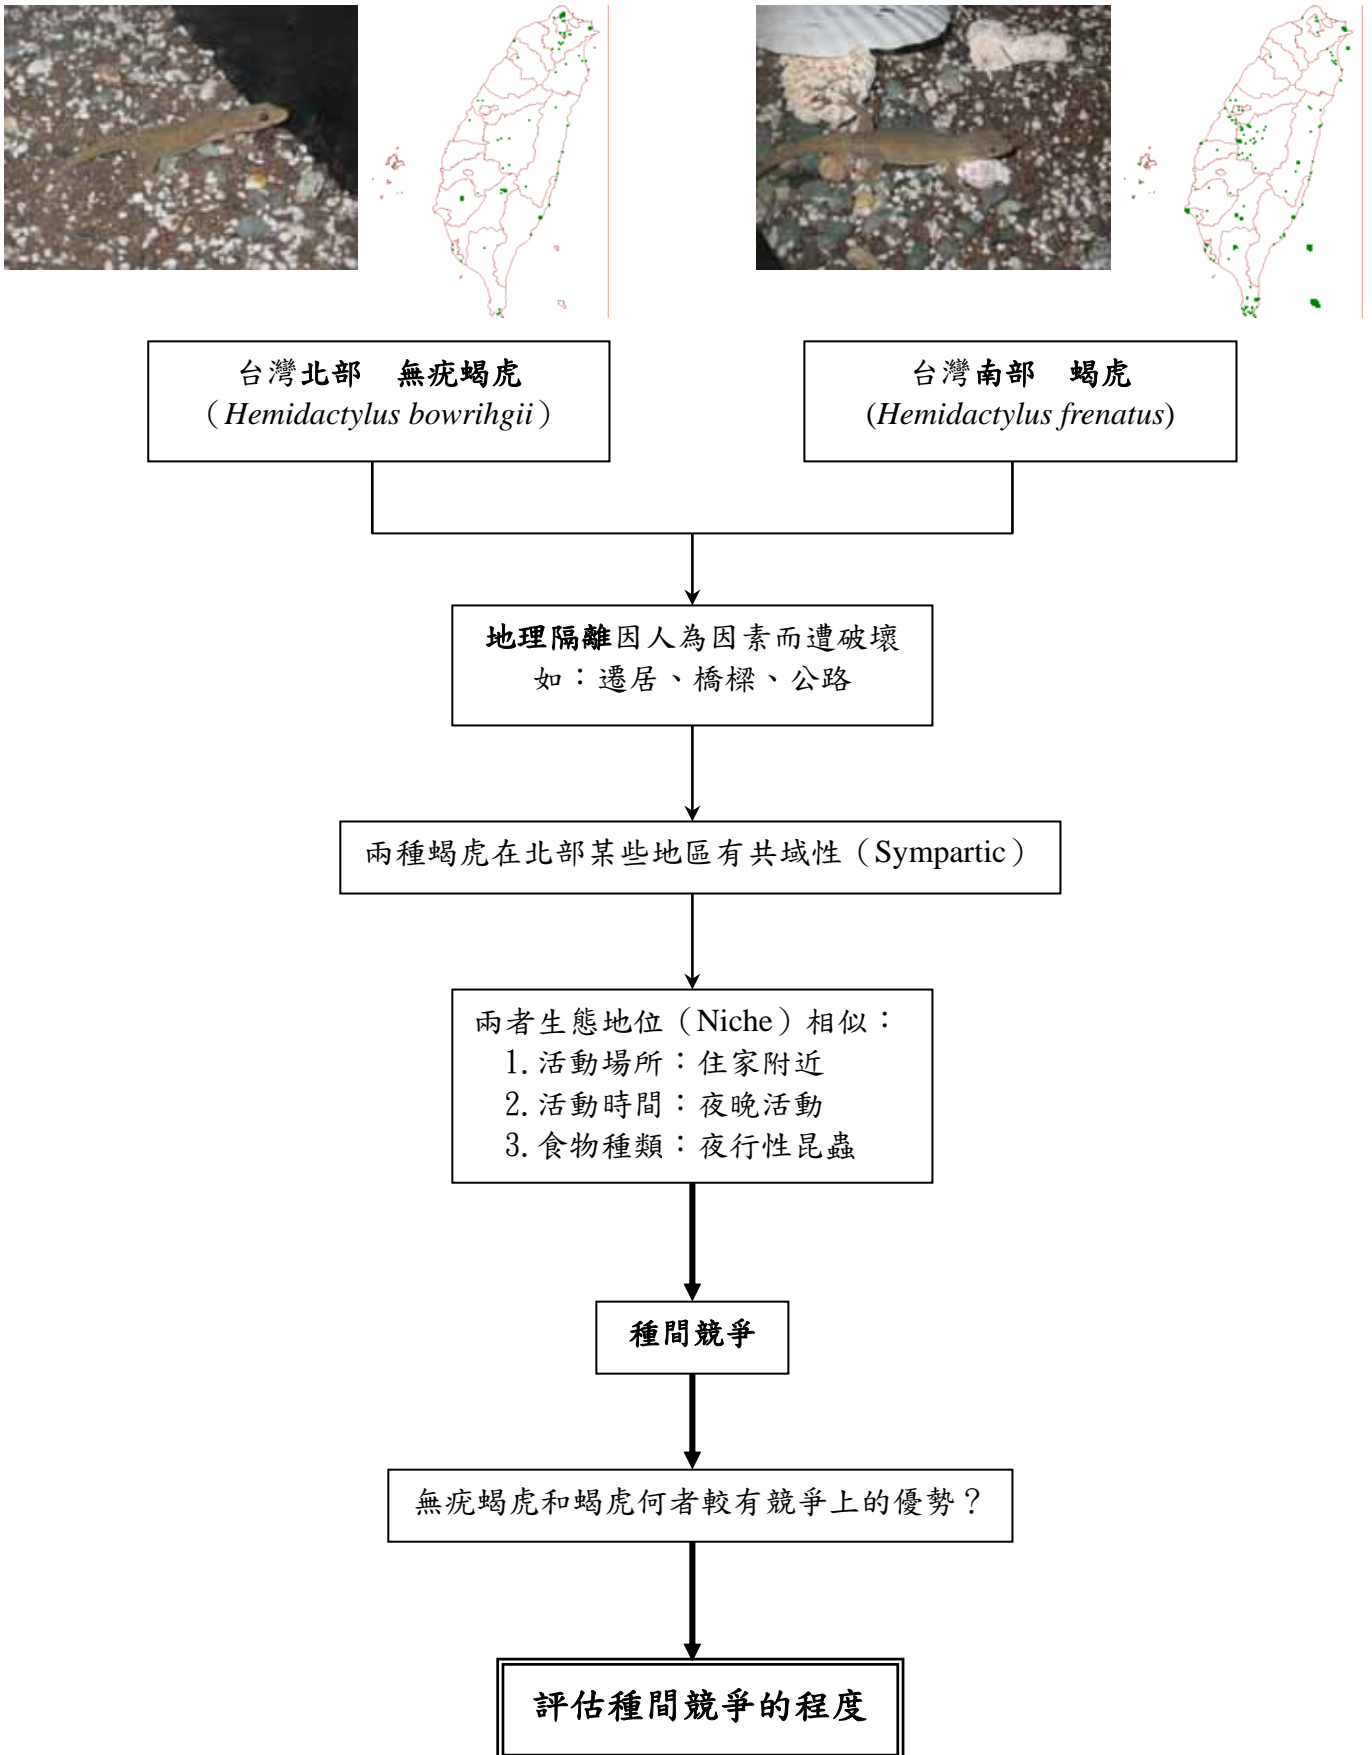 台灣北部　無疣蝎虎
（Hemidactylus bowrihgii）
台灣南部　蝎虎
(Hemidactylus frenatus)
地理隔離因人為因素而遭破壞
如：遷居、橋樑、公路
兩種蝎虎在北部某些地區有共域性（Sympartic）
兩者生態地位（Niche）相似：
1. 活動場所：住家附近
2. 活動時間：夜晚活動
3. 食物種類：夜行性昆蟲
種間競爭
無疣蝎虎和蝎虎何者較有競爭上的優勢？
評估種間競爭的程度